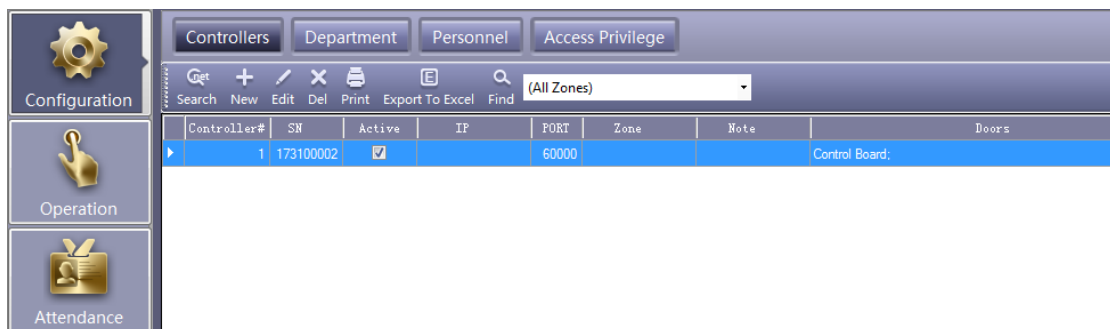 Controllers Department Personnel Access Privilege
Configuration
net
E
Search New Edit Del Print Export To Excel Find (All Zones)
Controller# SN Active IP PORT Zone Note Doors
1 173100002 60000 Control Board;
Operation
Attendance